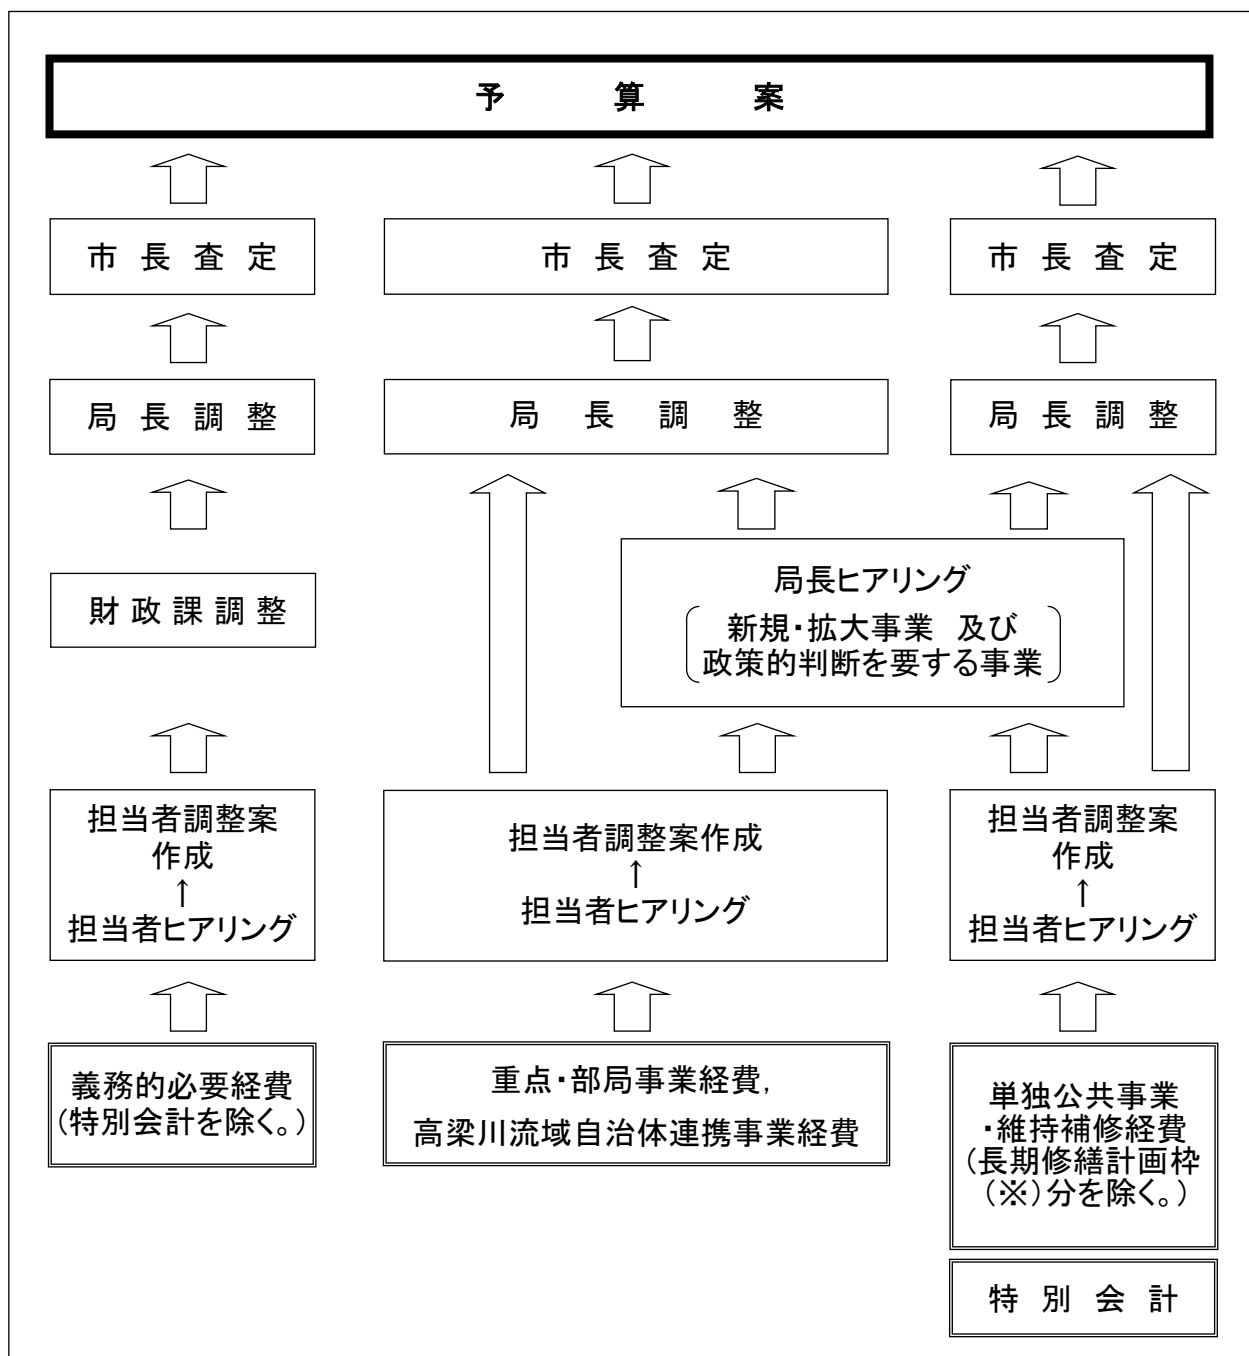 予算案
市長査定
市長査定
市長査定
局長調整
局長調整
局長調整
財政課調整
局長ヒアリング
新規・拡大事業 及び
政策的判断を要する事業
担当者調整案
作成
↑
担当者ヒアリング
担当者調整案作成
↑
担当者ヒアリング
担当者調整案
作成
↑
担当者ヒアリング
義務的必要経費
(特別会計を除く。)
重点・部局事業経費，
高梁川流域自治体連携事業経費
単独公共事業
・維持補修経費
(長期修繕計画枠
(※)分を除く。)
特別会計